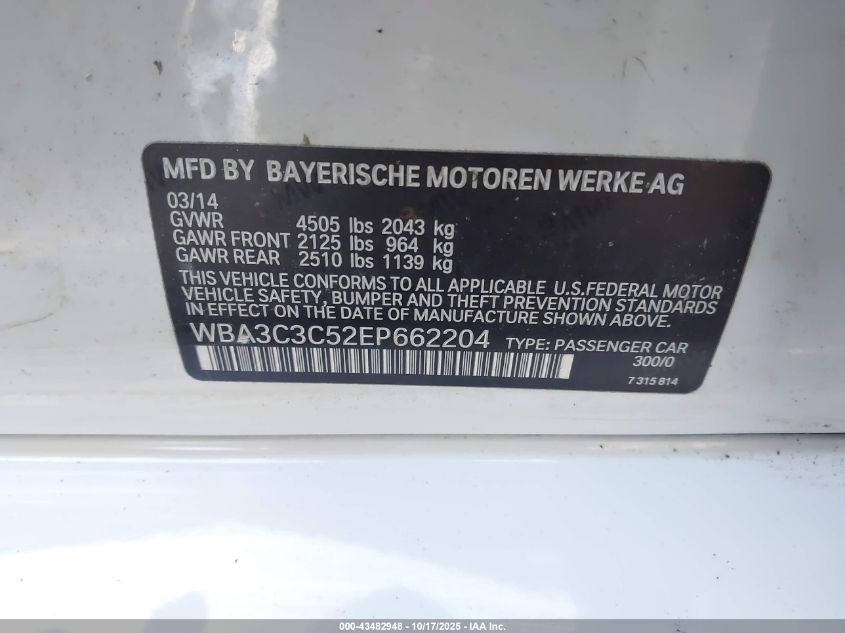 MFD BY BAYERISCHE MOTOREN WERKE AG
03/14
GVWR 4505 lbs 2043 kg
GAWR FRONT 2125 lbs 964 kg
GAWR REAR 2510 lbs 1139 kg
THIS VEHICLE CONFORMS TO ALL APPLICABLE U.S.FEDERAL MOTOR
VEHICLE SAFETY, BUMPER AND THEFT PREVENTION STANDARDS
IN EFFECT ON THE DATE OF MANUFACTURE SHOWN ABOVE.
WBA3C3C52EP662204 TYPE: PASSENGER CAR
300/0
7 315 814
000-43482948 - 10/17/2025 - IAA Inc.